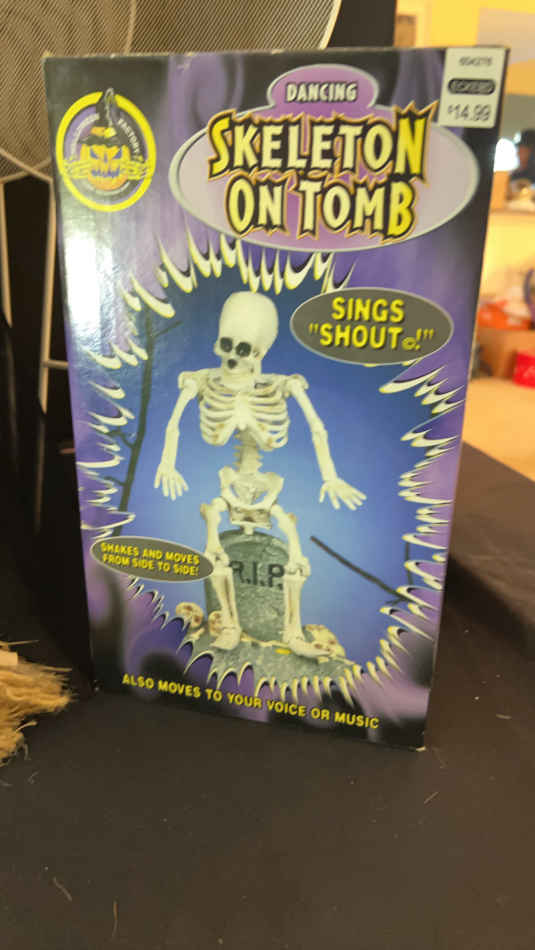 DANCING
SKELETON
ON TOMB
ECKERD
$14.99
SINGS
"SHOUT©!"
R.I.P.
SHAKES AND MOVES
FROM SIDE TO SIDE!
ALSO MOVES TO YOUR VOICE OR MUSIC